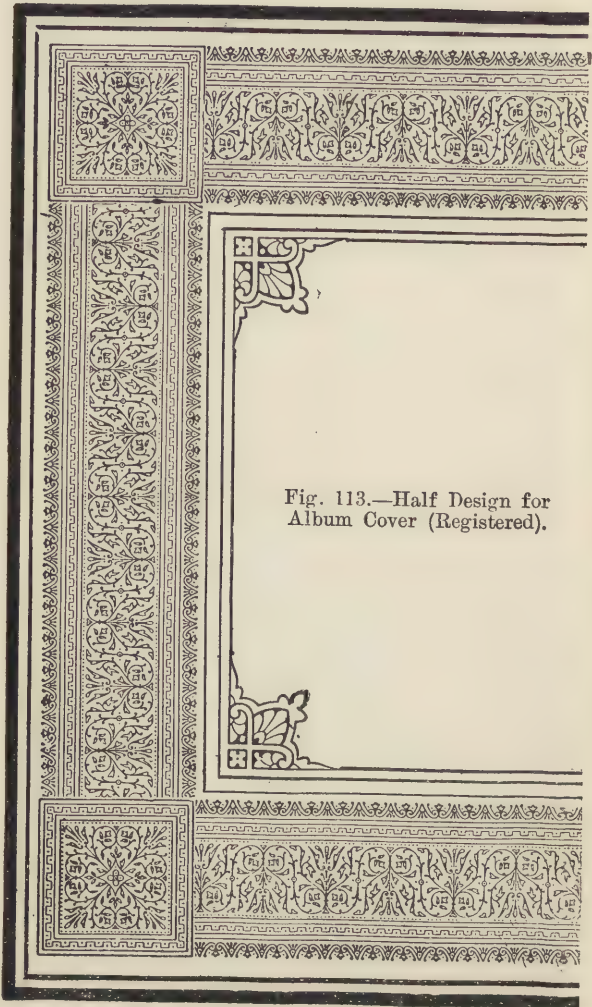 Fig. 113.—Half Design for
Album Cover (Registered).